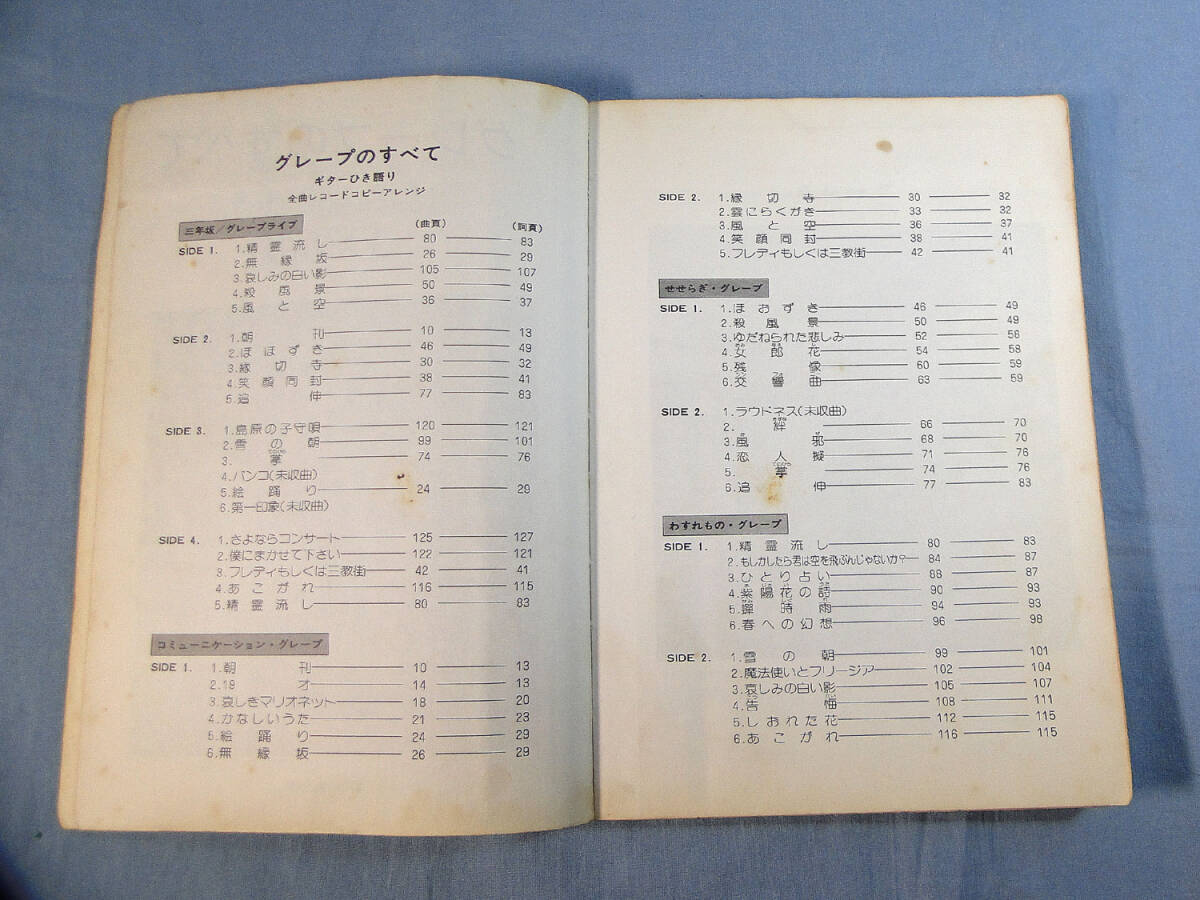 グレープのすべて
ギターひき語り
全曲レコードコピーアレンジ
三年坂／グレープライブ (曲頁) (詞頁)
SIDE 1. 1.精霊流し 80 83
2.無縁坂 26 29
3.哀しみの白い影 105 107
4.殺風景 50 49
5.風と空 36 37
SIDE 2. 1.朝刊 10 13
2.ほほずき 46 49
3.縁切寺 30 32
4.笑顔同封 38 41
5.追伸 77 83
SIDE 3. 1.島原の子守唄 120 121
2.雪の朝 99 101
3.掌 74 76
4.バンコ(未収曲)
5.絵踊り 24 29
6.第一印象(未収曲)
SIDE 4. 1.さよならコンサート 125 127
2.僕にまかせて下さい 122 121
3.フレディもしくは三教街 42 41
4.あこがれ 116 115
5.精霊流し 80 83
コミューニケーション・グレープ
SIDE 1. 1.朝刊 10 13
2.19才 14 13
3.哀しきマリオネット 18 20
4.かなしいうた 21 23
5.絵踊り 24 29
6.無縁坂 26 29
SIDE 2. 1.縁切寺 30 32
2.雲にらくがき 33 32
3.風と空 36 37
4.笑顔同封 38 41
5.フレディもしくは三教街 42 41
せせらぎ・グレープ
SIDE 1. 1.ほおずき 46 49
2.殺風景 50 49
3.ゆだねられた悲しみ 52 58
4.女郎花 54 58
5.残像 60 59
6.交響曲 63 59
SIDE 2. 1.ラウドネス(未収曲)
2.絆 66 70
3.風邪 68 70
4.恋人擬 71 76
5.掌 74 76
6.追伸 77 83
わすれもの・グレープ
SIDE 1. 1.精霊流し 80 83
2.もしかしたら君は空を飛ぶんじゃないか? 84 87
3.ひとり占い 88 87
4.紫陽花の詩 90 93
5.蟬時雨 94 93
6.春への幻想 96 98
SIDE 2. 1.雪の朝 99 101
2.魔法使いとフリージア 102 104
3.哀しみの白い影 105 107
4.告悔 108 111
5.しおれた花 112 115
6.あこがれ 116 115